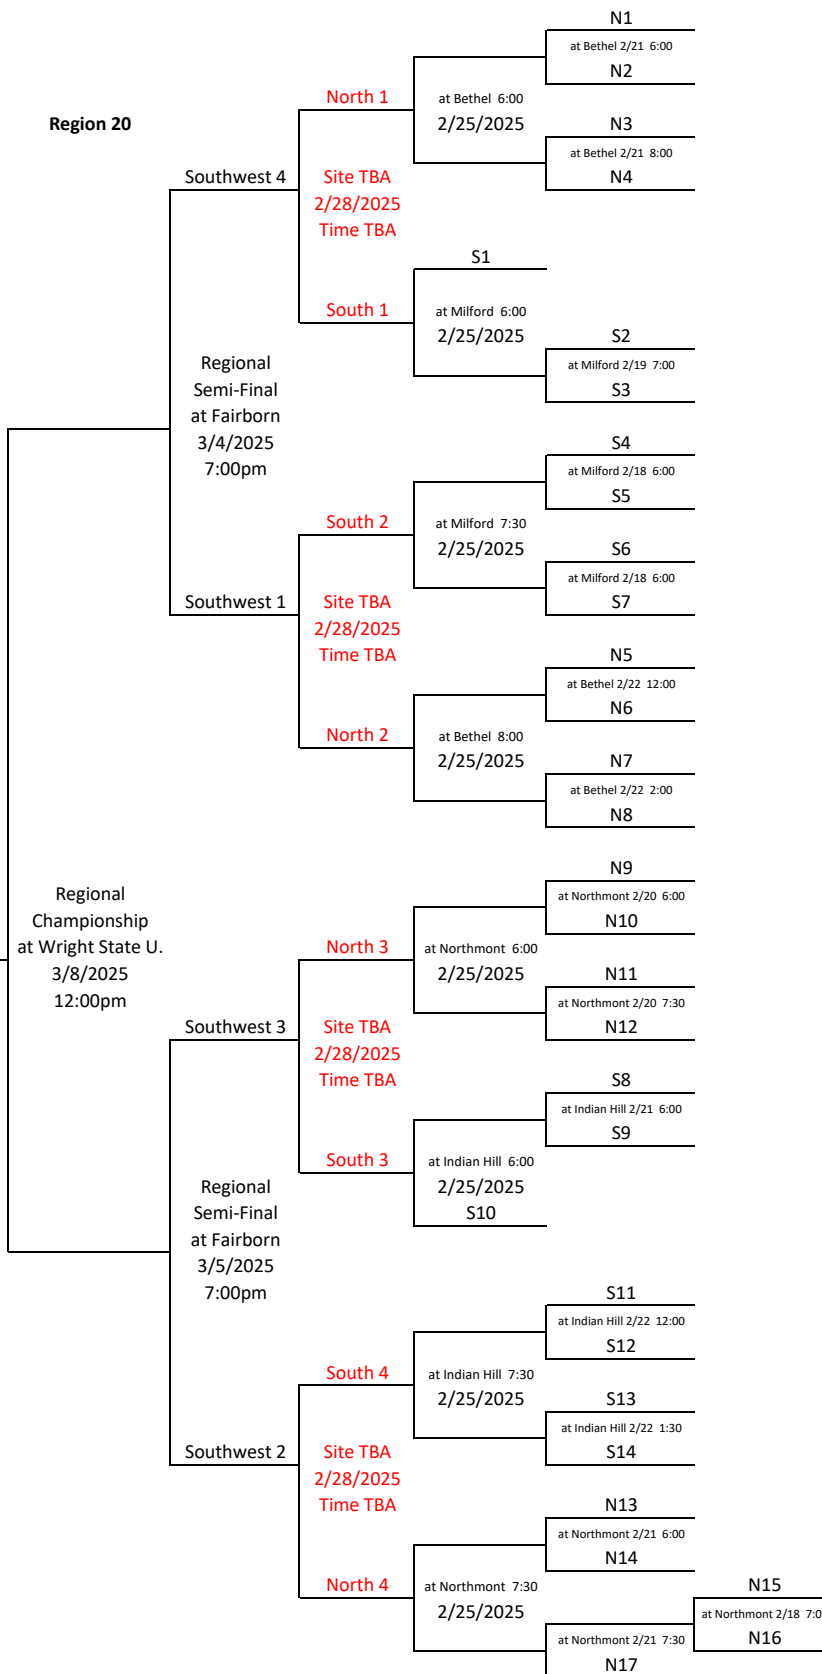 N1
at Bethel 2/21 6:00
N2
North 1
at Bethel 6:00
2/25/2025
Region 20
N3
at Bethel 2/21 8:00
N4
Southwest 4
Site TBA
2/28/2025
Time TBA
S1
South 1
at Milford 6:00
2/25/2025
S2
at Milford 2/19 7:00
S3
Regional
Semi-Final
at Fairborn
3/4/2025
7:00pm
S4
at Milford 2/18 6:00
S5
South 2
at Milford 7:30
2/25/2025
S6
at Milford 2/18 6:00
S7
Southwest 1
Site TBA
2/28/2025
Time TBA
N5
at Bethel 2/22 12:00
N6
North 2
at Bethel 8:00
2/25/2025
N7
at Bethel 2/22 2:00
N8
Regional
Championship
at Wright State U.
3/8/2025
12:00pm
N9
at Northmont 2/20 6:00
N10
North 3
at Northmont 6:00
2/25/2025
N11
at Northmont 2/20 7:30
N12
Southwest 3
Site TBA
2/28/2025
Time TBA
S8
at Indian Hill 2/21 6:00
S9
South 3
at Indian Hill 6:00
2/25/2025
S10
Regional
Semi-Final
at Fairborn
3/5/2025
7:00pm
S11
at Indian Hill 2/22 12:00
S12
South 4
at Indian Hill 7:30
2/25/2025
S13
at Indian Hill 2/22 1:30
S14
Southwest 2
Site TBA
2/28/2025
Time TBA
N13
at Northmont 2/21 6:00
N14
North 4
at Northmont 7:30
2/25/2025
N15
at Northmont 2/18 7:0
N16
at Northmont 2/21 7:30
N17